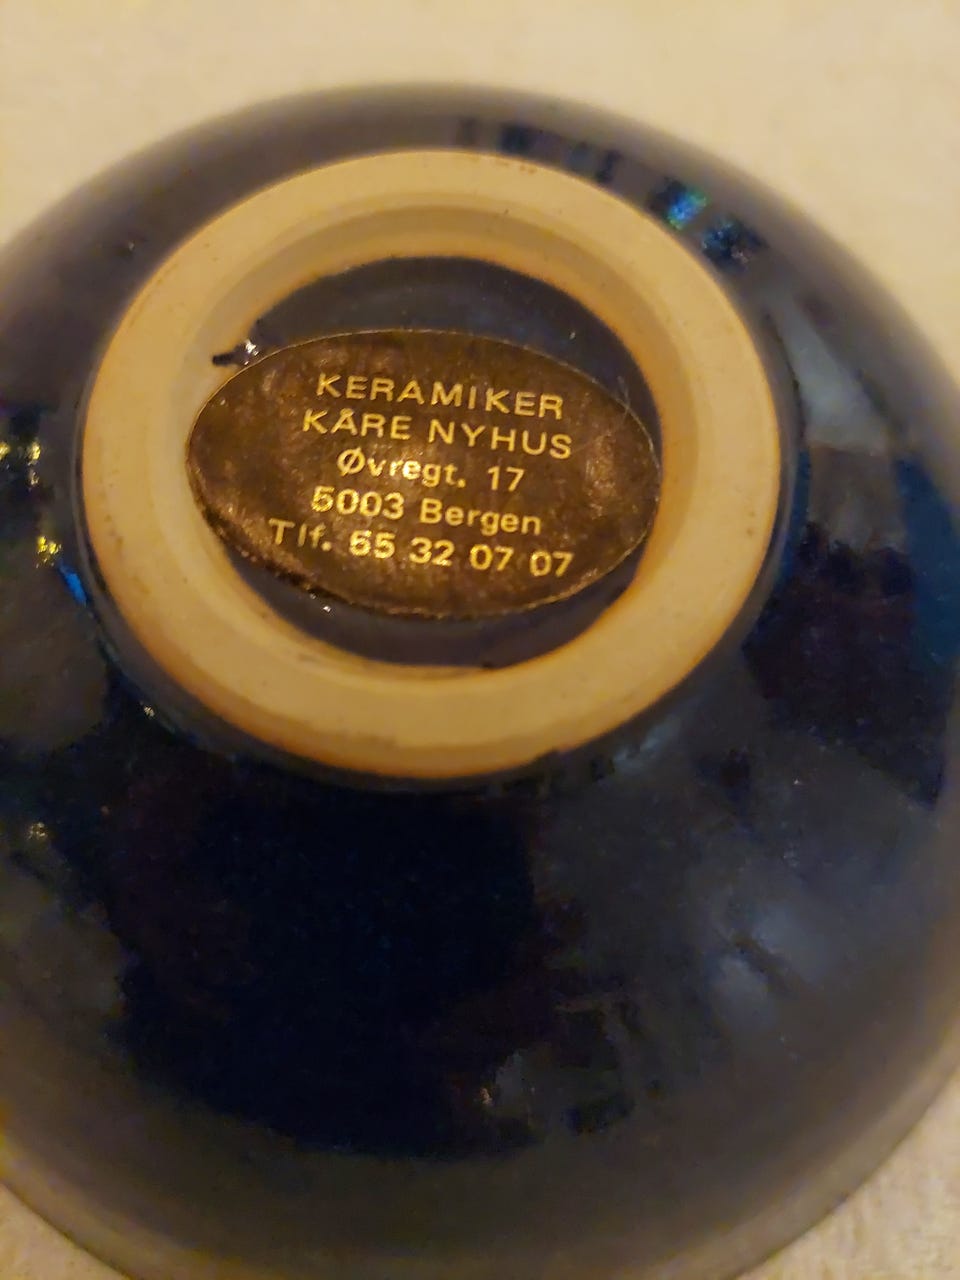 KERAMIKER
KÅRE NYHUS
Øvregt. 17
5003 Bergen
Tlf. 55 32 07 07